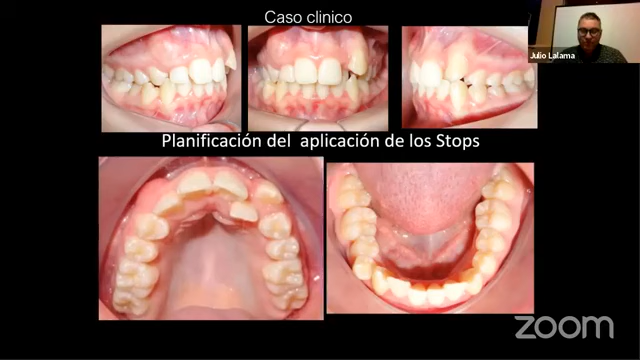 Caso clinico
Julio Lalama
Planificación del aplicación de los Stops
zoom